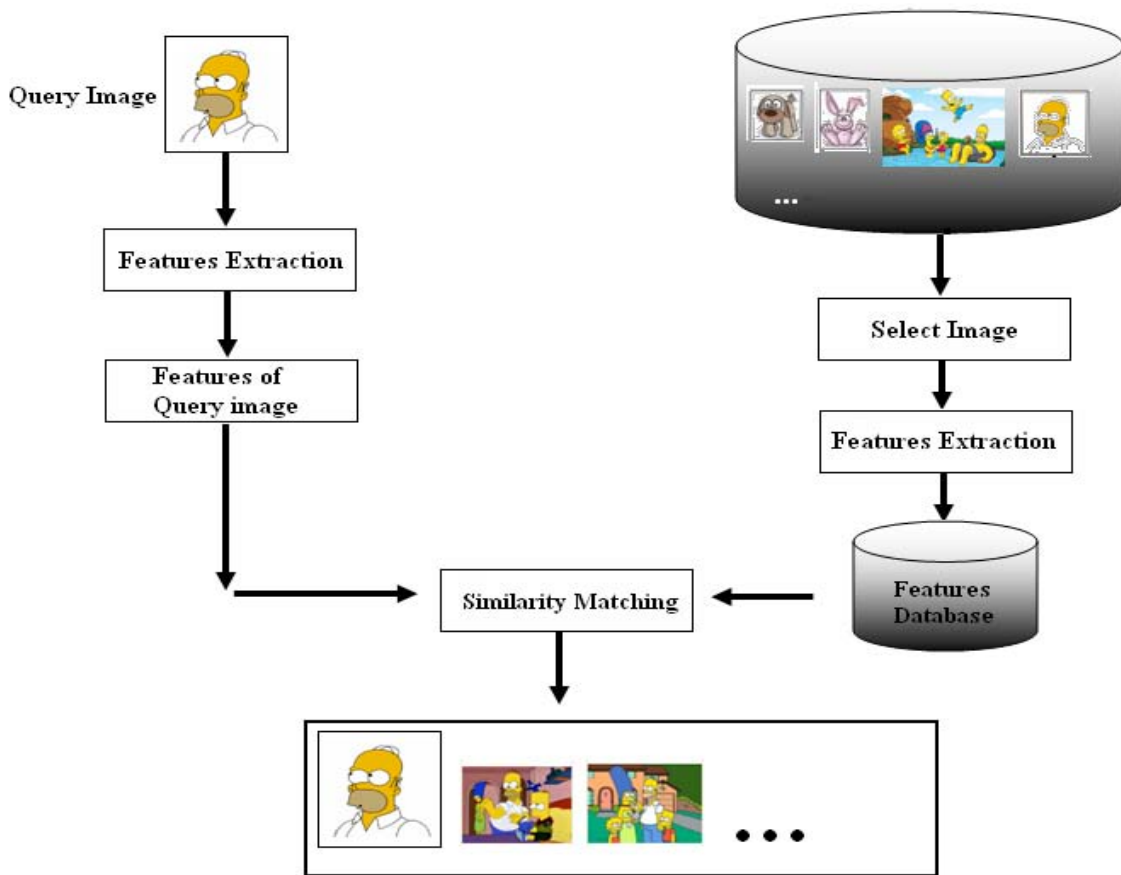 Query Image
Features Extraction
Features of
Query image
...
Select Image
Features Extraction
Features
Database
Similarity Matching
...